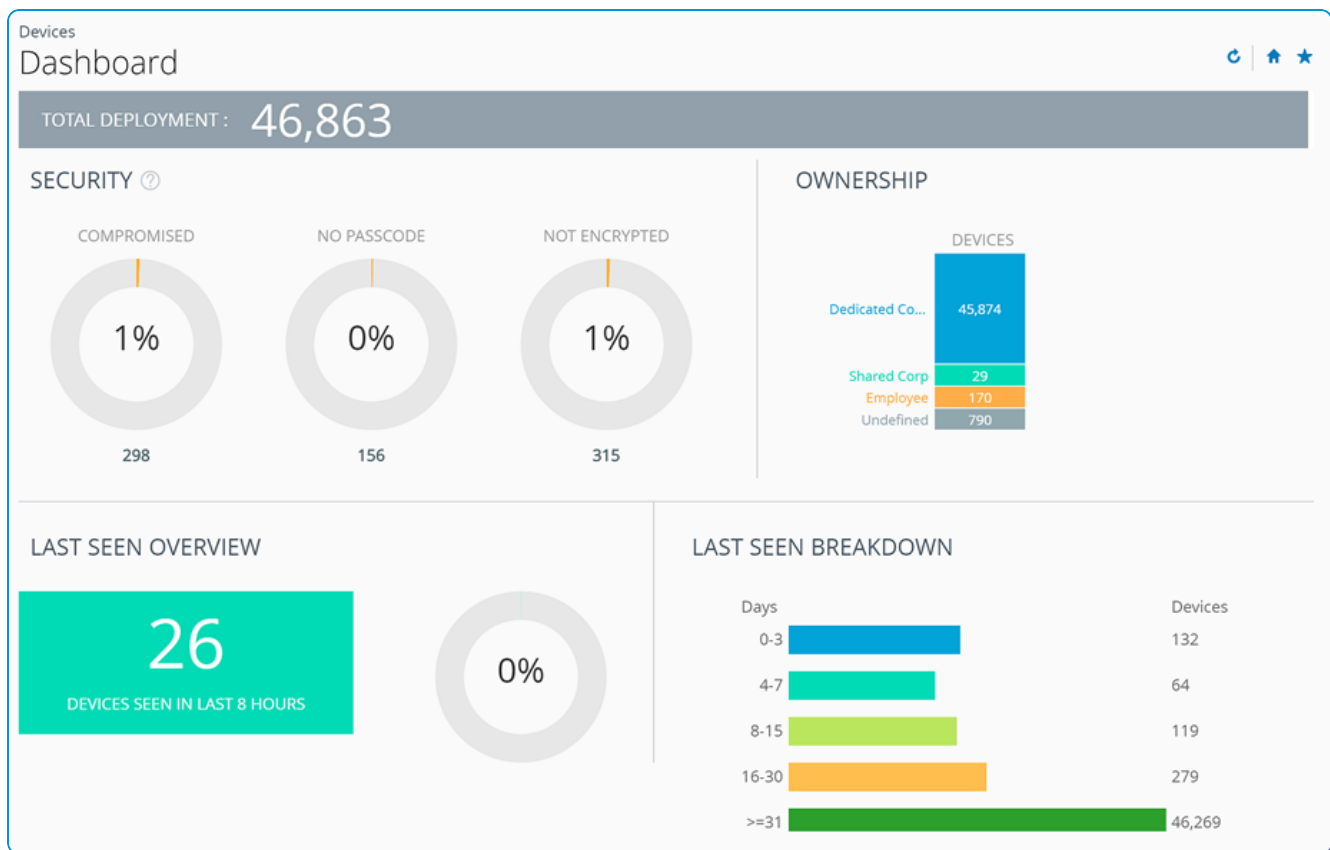 Devices
Dashboard
TOTAL DEPLOYMENT : 46,863
SECURITY ?
COMPROMISED NO PASSCODE NOT ENCRYPTED
1% 0% 1%
298 156 315
OWNERSHIP
DEVICES
Dedicated Co... 45,874
Shared Corp 29
Employee 170
Undefined 790
LAST SEEN OVERVIEW
26
DEVICES SEEN IN LAST 8 HOURS
0%
LAST SEEN BREAKDOWN
Days Devices
0-3 132
4-7 64
8-15 119
16-30 279
>=31 46,269